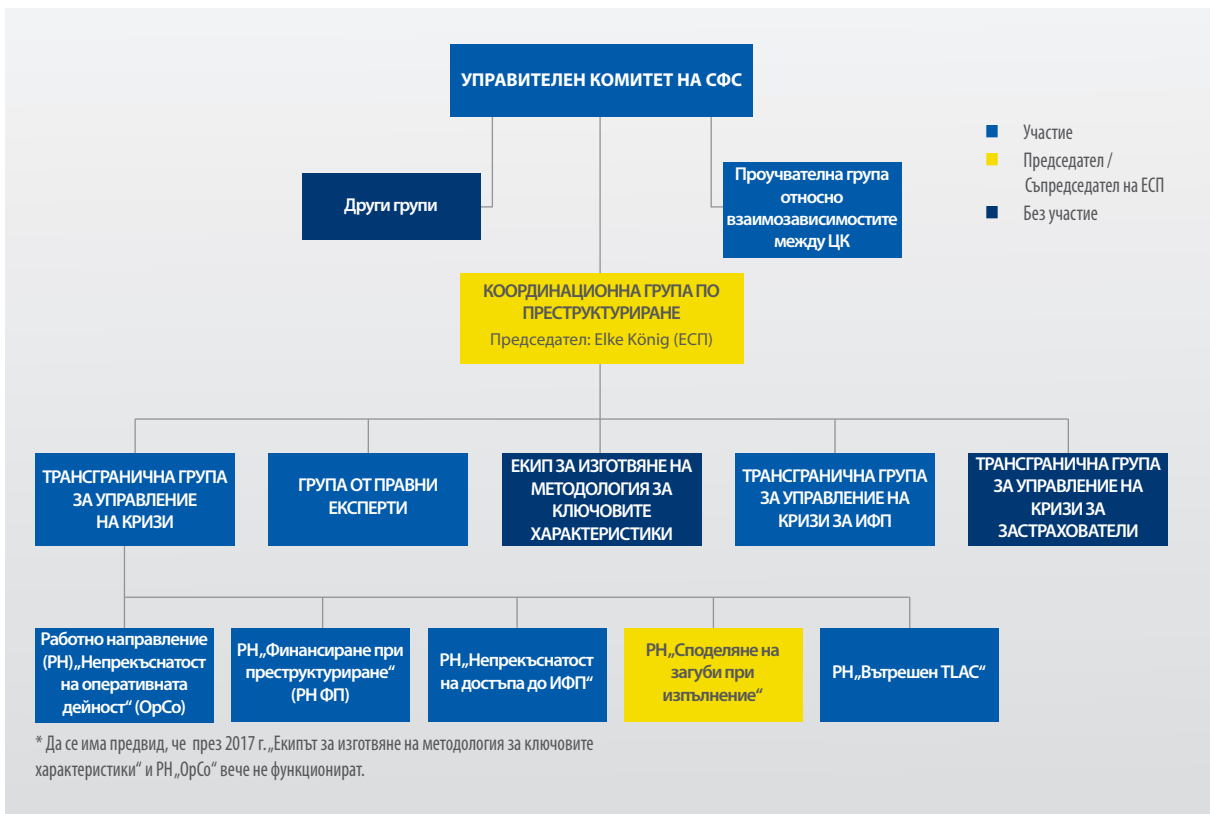 УПРАВИТЕЛЕН КОМИТЕТ НА СФС
Други групи
Проучвателна група
относно
взаимозависимостите
между ЦК
Участие
Председател /
Съпредседател на ЕСП
Без участие
КООРДИНАЦИОННА ГРУПА ПО
ПРЕСТРУКТУРИРАНЕ
Председател: Elke König (ЕСП)
ТРАНСГРАНИЧНА ГРУПА
ЗА УПРАВЛЕНИЕ
НА КРИЗИ
ГРУПА ОТ ПРАВНИ
ЕКСПЕРТИ
ЕКИП ЗА ИЗГОТВЯНЕ НА
МЕТОДОЛОГИЯ ЗА
КЛЮЧОВИТЕ
ХАРАКТЕРИСТИКИ
ТРАНСГРАНИЧНА ГРУПА
ЗА УПРАВЛЕНИЕ НА
КРИЗИ ЗА ИФП
ТРАНСГРАНИЧНА ГРУПА
ЗА УПРАВЛЕНИЕ НА
КРИЗИ ЗА
ЗАСТРАХОВАТЕЛИ
Работно направление
(РН) „Непрекъснатост
на оперативната
дейност“ (ОрСо)
РН „Финансиране при
преструктуриране“
(РН ФП)
РН „Непрекъснатост
на достъпа до ИФП“
РН „Споделяне на
загуби при
изпълнение“
РН „Вътрешен TLAC“
* Да се има предвид, че през 2017 г. „Екипът за изготвяне на методология за ключовите
характеристики“ и РН „ОрСо“ вече не функционират.